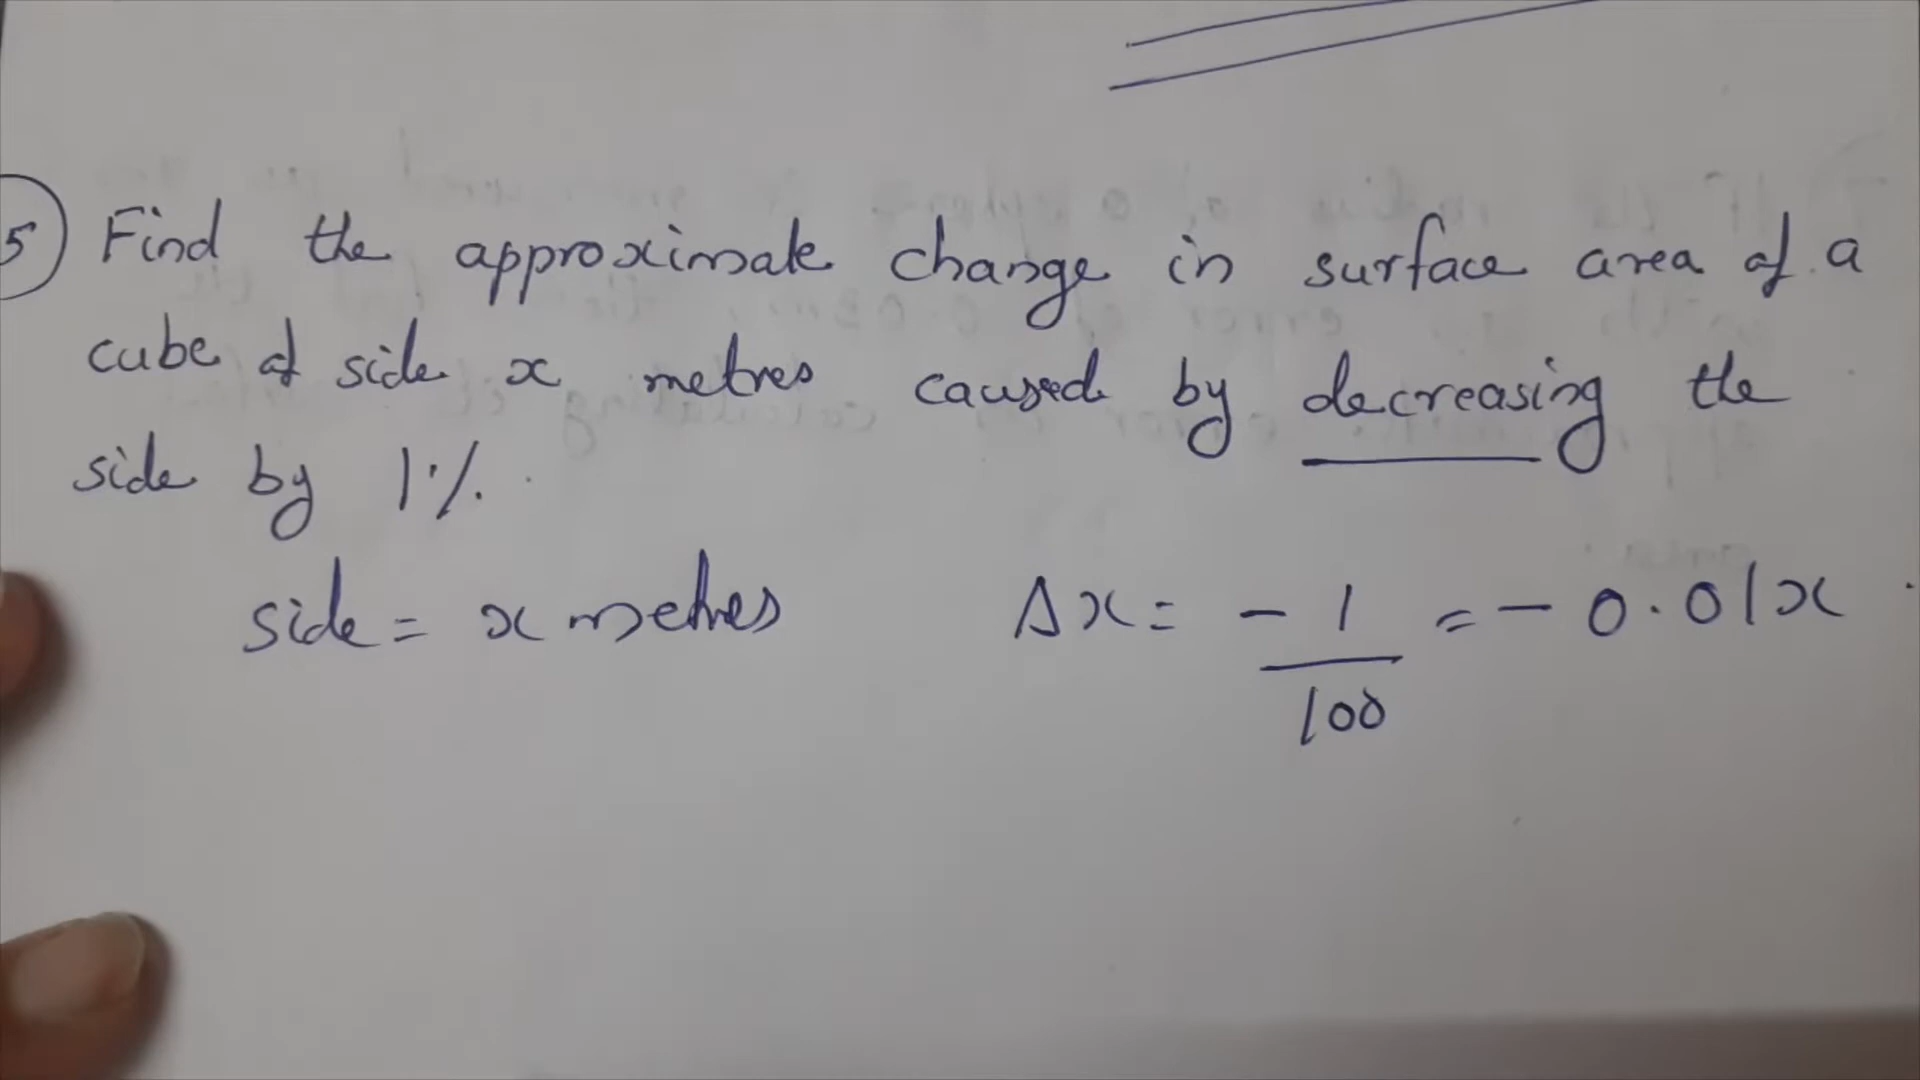 5) Find the approximate change in surface area of a
cube of side x metres caused by decreasing the
side by 1%.
side = x metres Δx = -1/100 = -0.01x